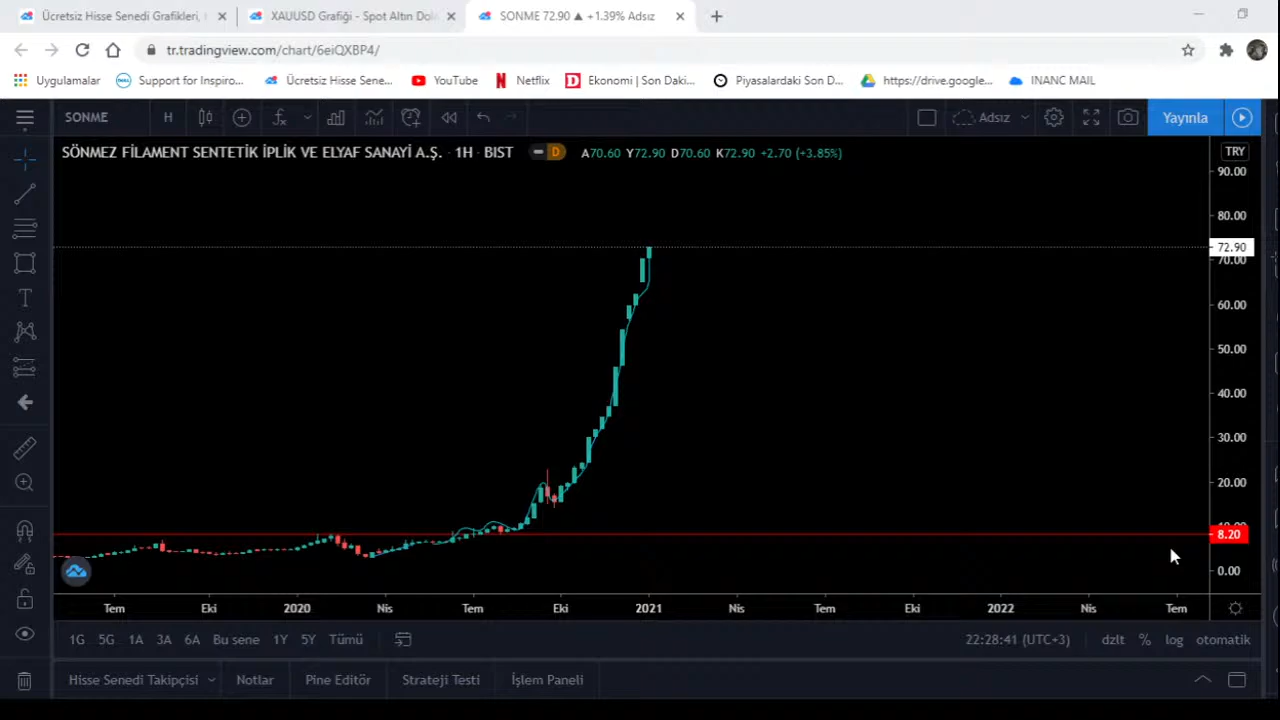 Ücretsiz Hisse Senedi Grafikleri,
XAUUSD Grafiği - Spot Altın Dol
SONME 72.90 ▲ +1.39% Adsız
tr.tradingview.com/chart/6eiQXBP4/
Uygulamalar
Support for Inspiro...
Ücretsiz Hisse Sene...
YouTube
Netflix
Ekonomi | Son Daki...
Piyasalardaki Son D...
https://drive.google...
INANC MAIL
SONME
H
Adsız
Yayınla
SÖNMEZ FİLAMENT SENTETİK İPLİK VE ELYAF SANAYİ A.Ş. · 1H · BIST
D
A70.60 Y72.90 D70.60 K72.90 +2.70 (+3.85%)
TRY
90.00
80.00
72.90
70.00
60.00
50.00
40.00
30.00
20.00
10.00
8.20
0.00
Tem
Eki
2020
Nis
Tem
Eki
2021
Nis
Tem
Eki
2022
Nis
Tem
1G 5G 1A 3A 6A Bu sene 1Y 5Y Tümü
22:28:41 (UTC+3)
dzlt % log otomatik
Hisse Senedi Takipçisi
Notlar
Pine Editör
Strateji Testi
İşlem Paneli